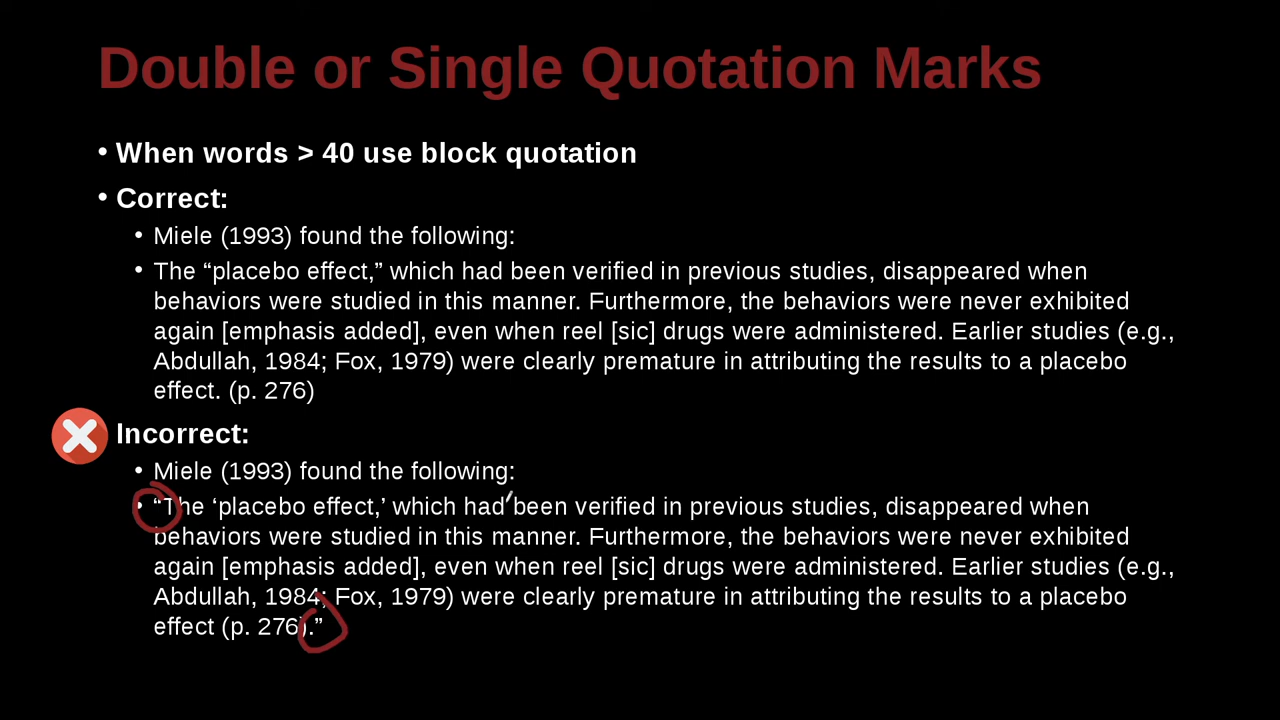 Double or Single Quotation Marks
• When words > 40 use block quotation
• Correct:
• Miele (1993) found the following:
• The “placebo effect,” which had been verified in previous studies, disappeared when
behaviors were studied in this manner. Furthermore, the behaviors were never exhibited
again [emphasis added], even when reel [sic] drugs were administered. Earlier studies (e.g.,
Abdullah, 1984; Fox, 1979) were clearly premature in attributing the results to a placebo
effect. (p. 276)
Incorrect:
• Miele (1993) found the following:
• “The ‘placebo effect,’ which had been verified in previous studies, disappeared when
behaviors were studied in this manner. Furthermore, the behaviors were never exhibited
again [emphasis added], even when reel [sic] drugs were administered. Earlier studies (e.g.,
Abdullah, 1984; Fox, 1979) were clearly premature in attributing the results to a placebo
effect (p. 276).”